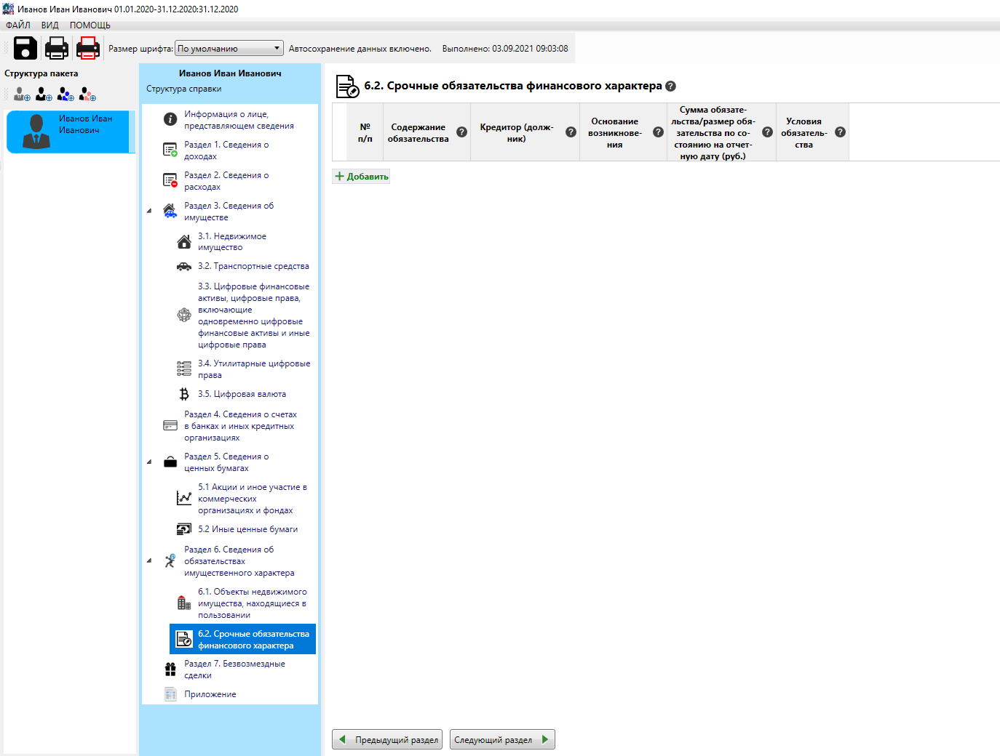 Иванов Иван Иванович 01.01.2020-31.12.2020:31.12.2020
ФАЙЛ ВИД ПОМОЩЬ
Размер шрифта: По умолчанию Автосохранение данных включено. Выполнено: 03.09.2021 09:03:08
Структура пакета
Иванов Иван
Иванович
Иванов Иван Иванович
Структура справки
Информация о лице,
представляющем сведения
Раздел 1. Сведения о
доходах
Раздел 2. Сведения о
расходах
Раздел 3. Сведения об
имуществе
3.1. Недвижимое
имущество
3.2. Транспортные средства
3.3. Цифровые финансовые
активы, цифровые права,
включающие
одновременно цифровые
финансовые активы и иные
цифровые права
3.4. Утилитарные цифровые
права
3.5. Цифровая валюта
Раздел 4. Сведения о счетах
в банках и иных кредитных
организациях
Раздел 5. Сведения о
ценных бумагах
5.1 Акции и иное участие в
коммерческих
организациях и фондах
5.2 Иные ценные бумаги
Раздел 6. Сведения об
обязательствах
имущественного характера
6.1. Объекты недвижимого
имущества, находящиеся в
пользовании
6.2. Срочные обязательства
финансового характера
Раздел 7. Безвозмездные
сделки
Приложение
6.2. Срочные обязательства финансового характера ?
№
п/п
Содержание
обязательства ?
Кредитор (долж-
ник) ?
Основание
возникнове-
ния ?
Сумма обязате-
льства/размер обя-
зательства по со-
стоянию на отчет-
ную дату (руб.) ?
Условия
обязатель-
ства ?
+ Добавить
Предыдущий раздел Следующий раздел